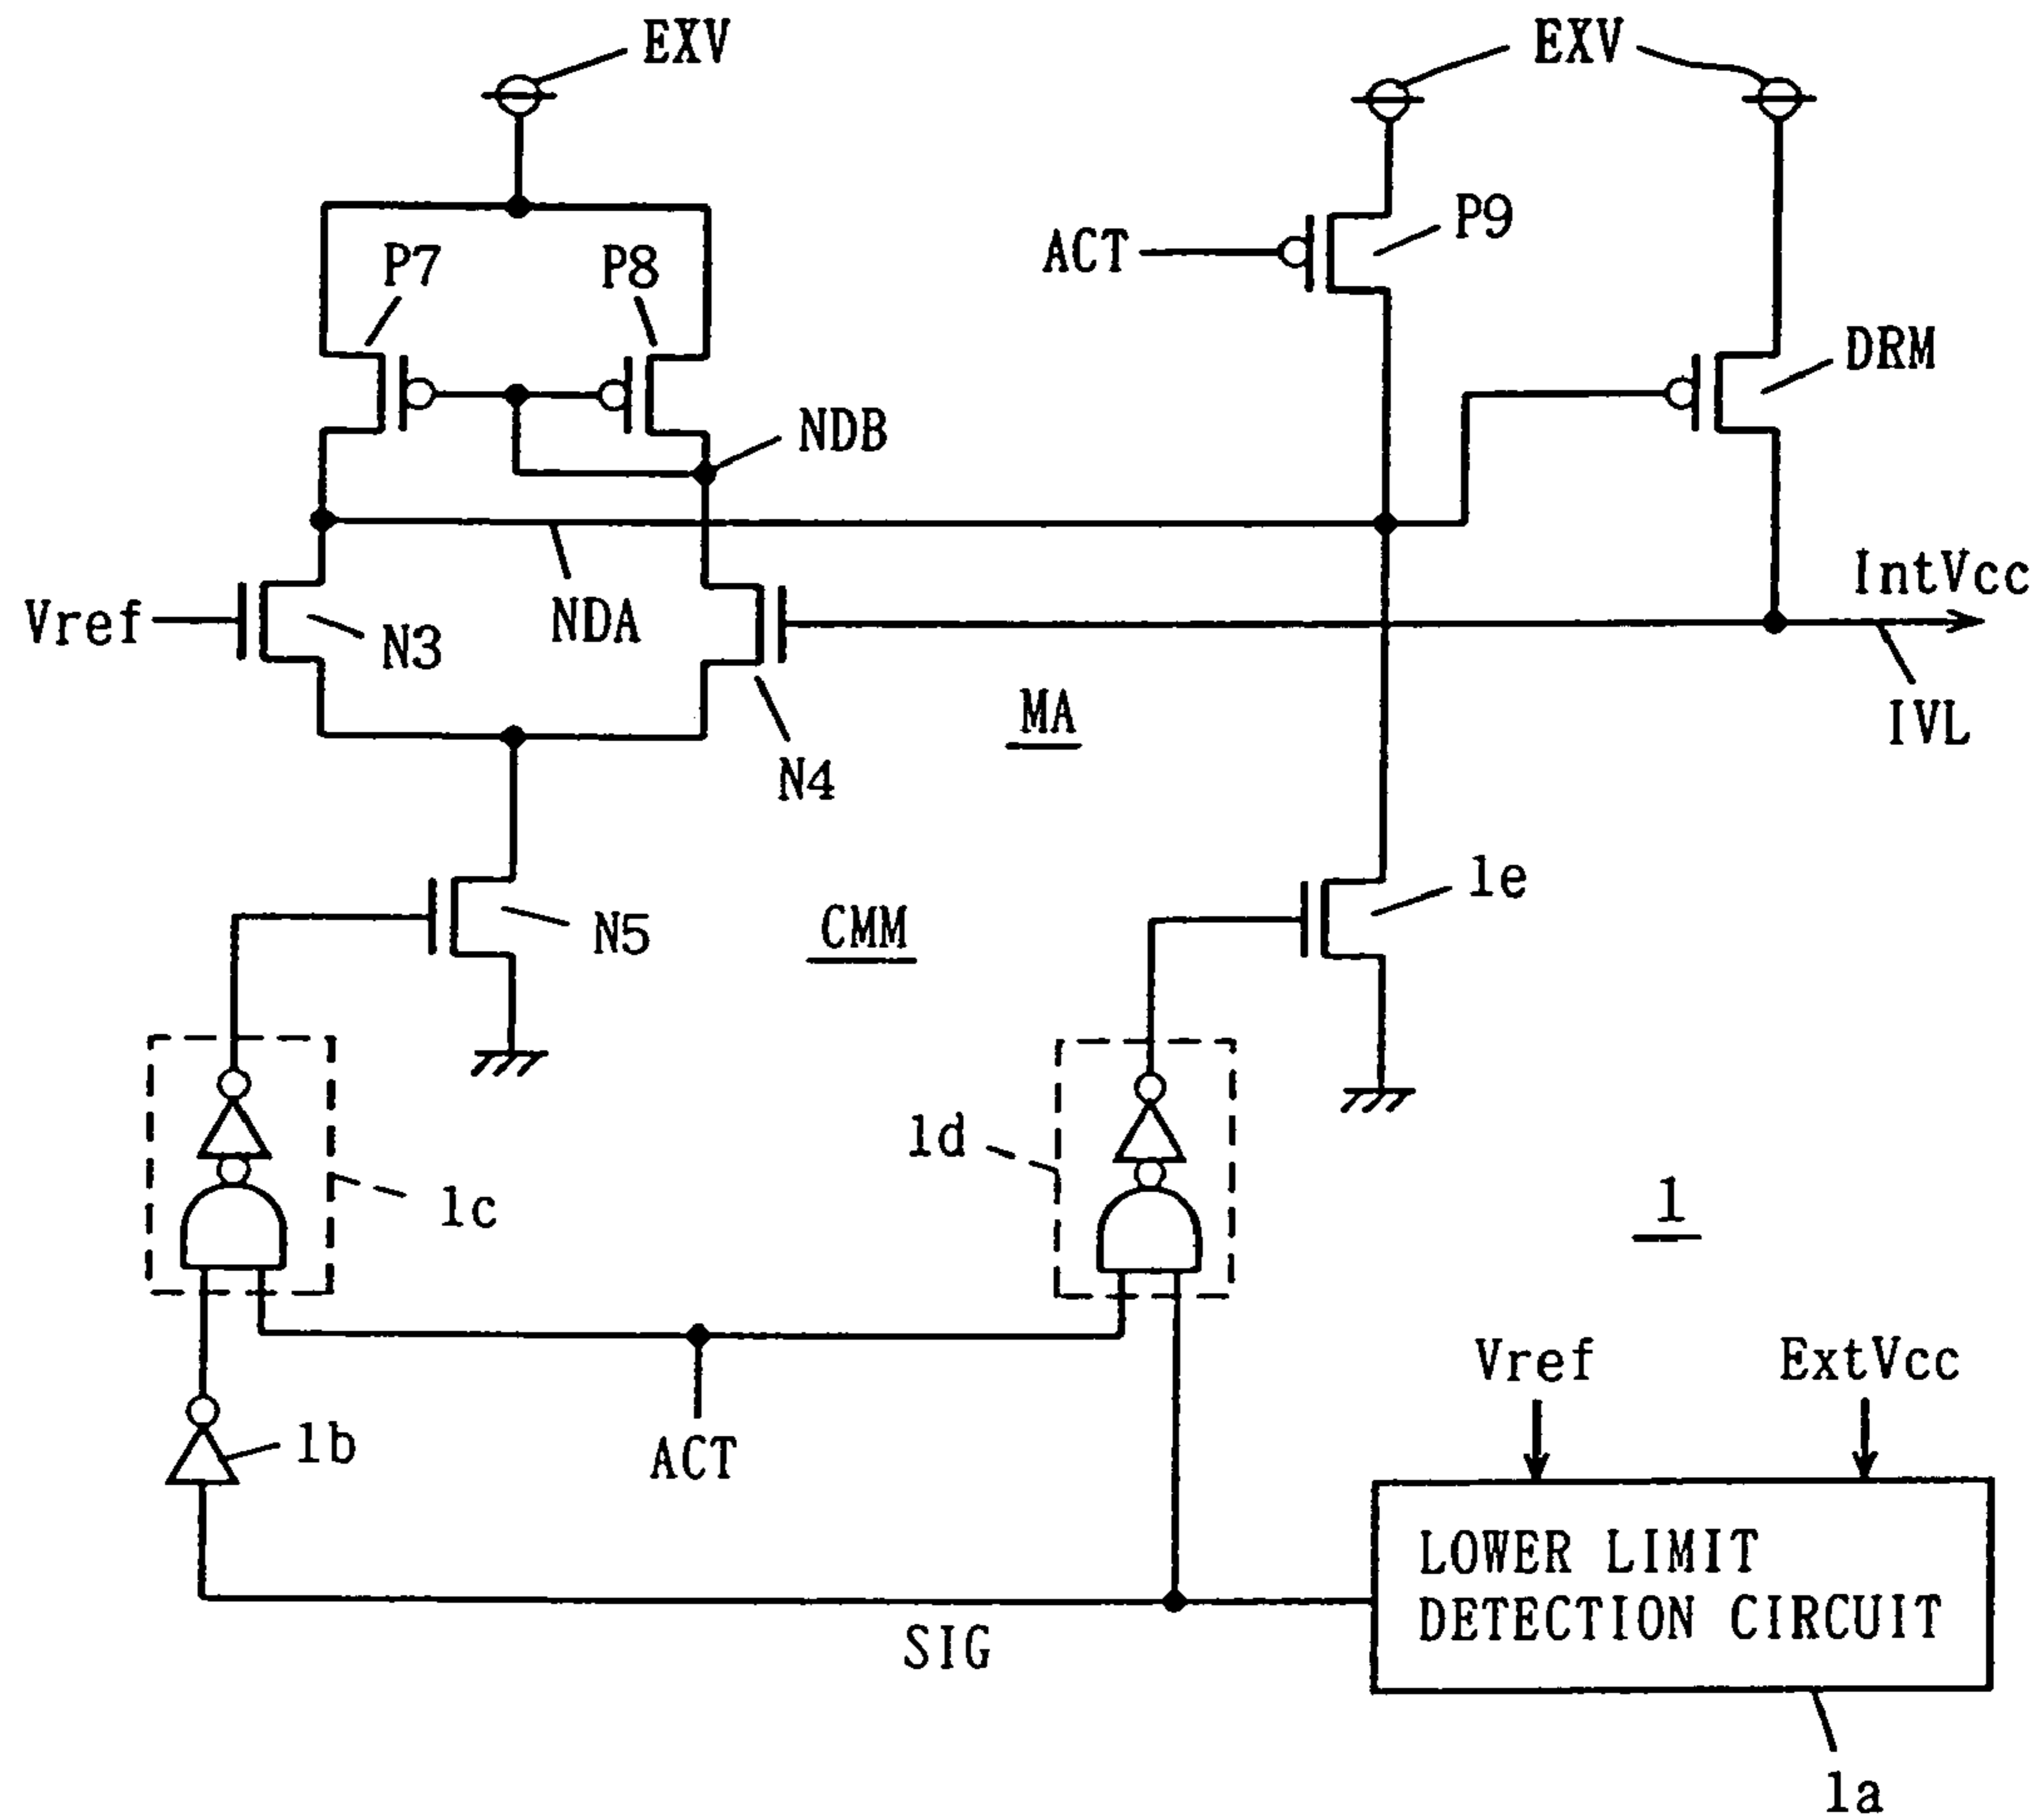 EXV
EXV
P7
P8
ACT
P9
DRM
NDB
IntVcc
Vref
N3
NDA
MA
IVL
N4
1e
N5
CMM
1d
1c
1
Vref
ExtVcc
1b
ACT
LOWER LIMIT
DETECTION CIRCUIT
SIG
1a